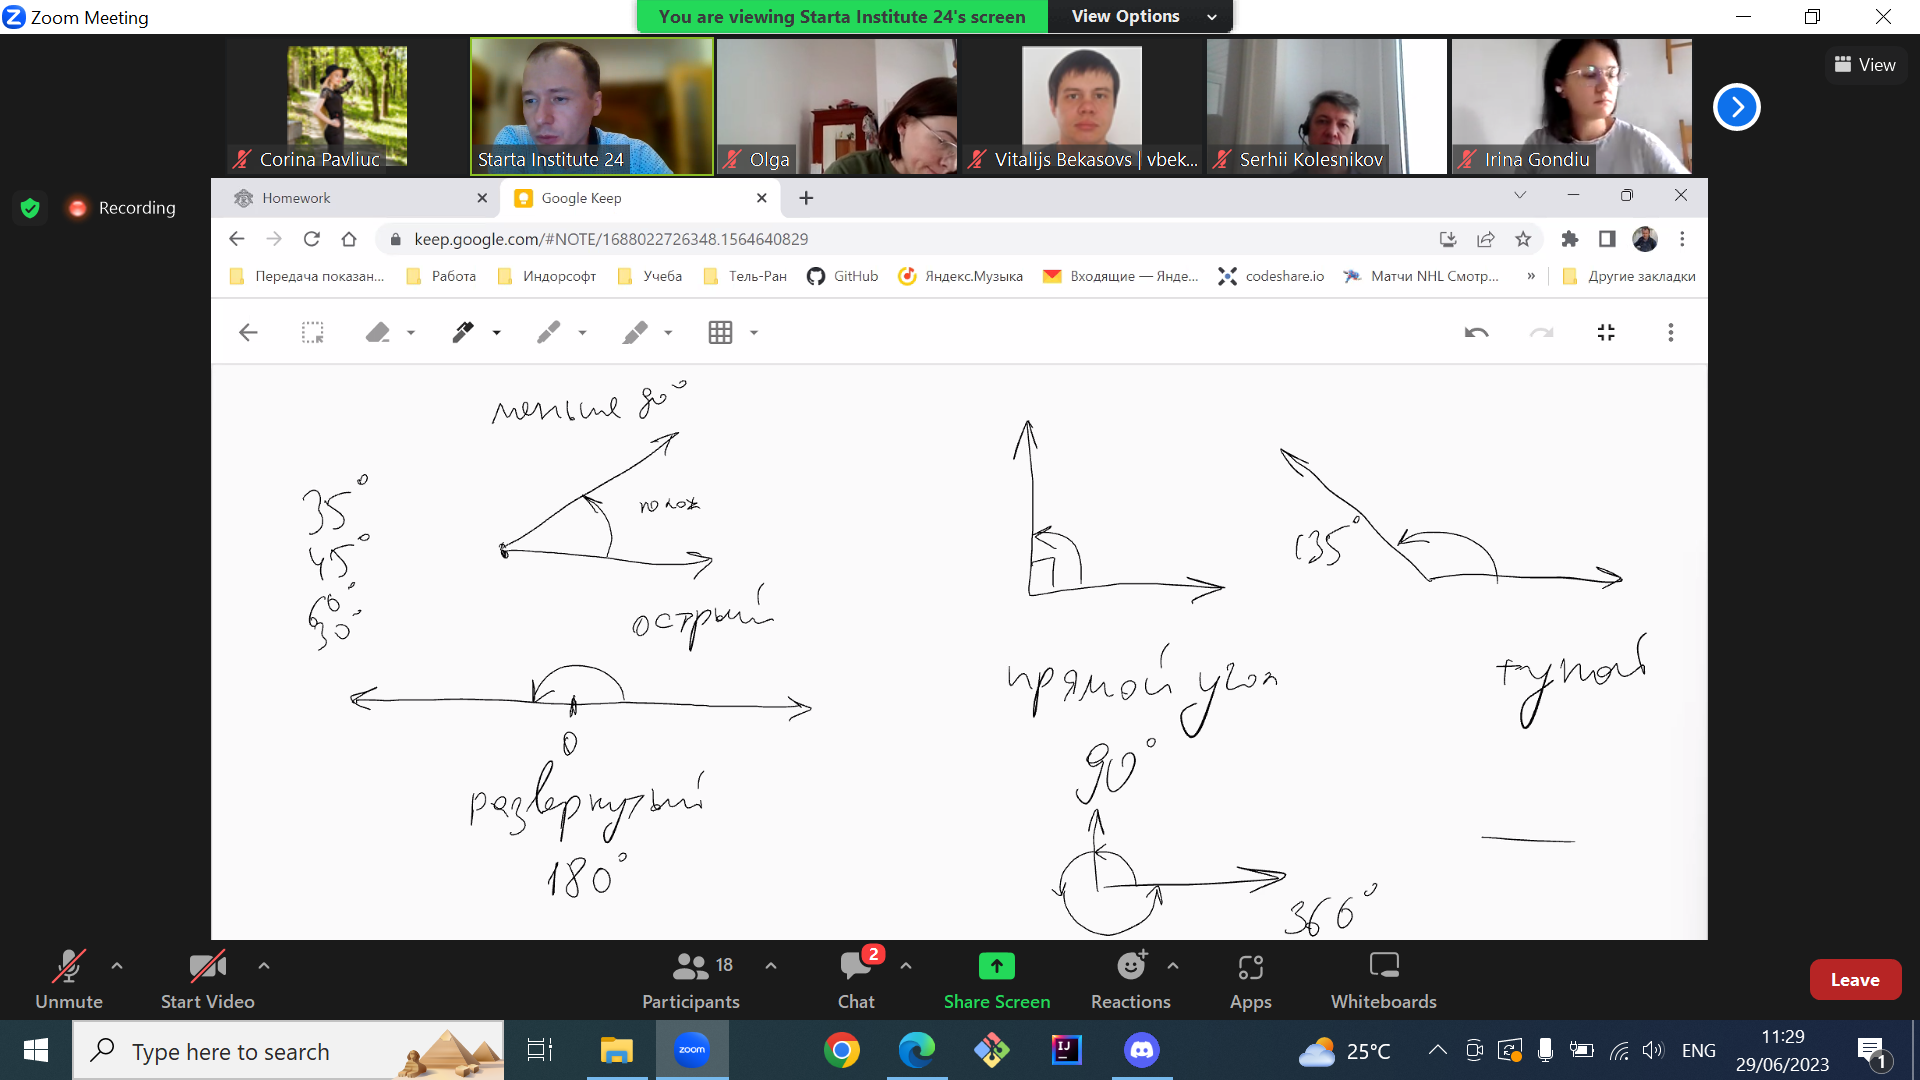 Zoom Meeting
You are viewing Starta Institute 24's screen
View Options
View
Corina Pavliuc
Starta Institute 24
Olga
Vitalijs Bekasovs | vbek...
Serhii Kolesnikov
Irina Gondiu
Recording
Homework
Google Keep
keep.google.com/#NOTE/1688022726348.1564640829
Передача показан...
Работа
Индорсофт
Учеба
Тель-Ран
GitHub
Яндекс.Музыка
Входящие — Янде...
codeshare.io
Матчи NHL Смотр...
»
Другие закладки
меньше 90°
35°
45°
60°
30°
полож
острый
135°
прямой угол
90°
тупой
0
развернутый
180°
360°
Unmute
Start Video
Participants
18
Chat
2
Share Screen
Reactions
Apps
Whiteboards
Leave
Type here to search
zoom
IJ
25°C
ENG
11:29
29/06/2023
1